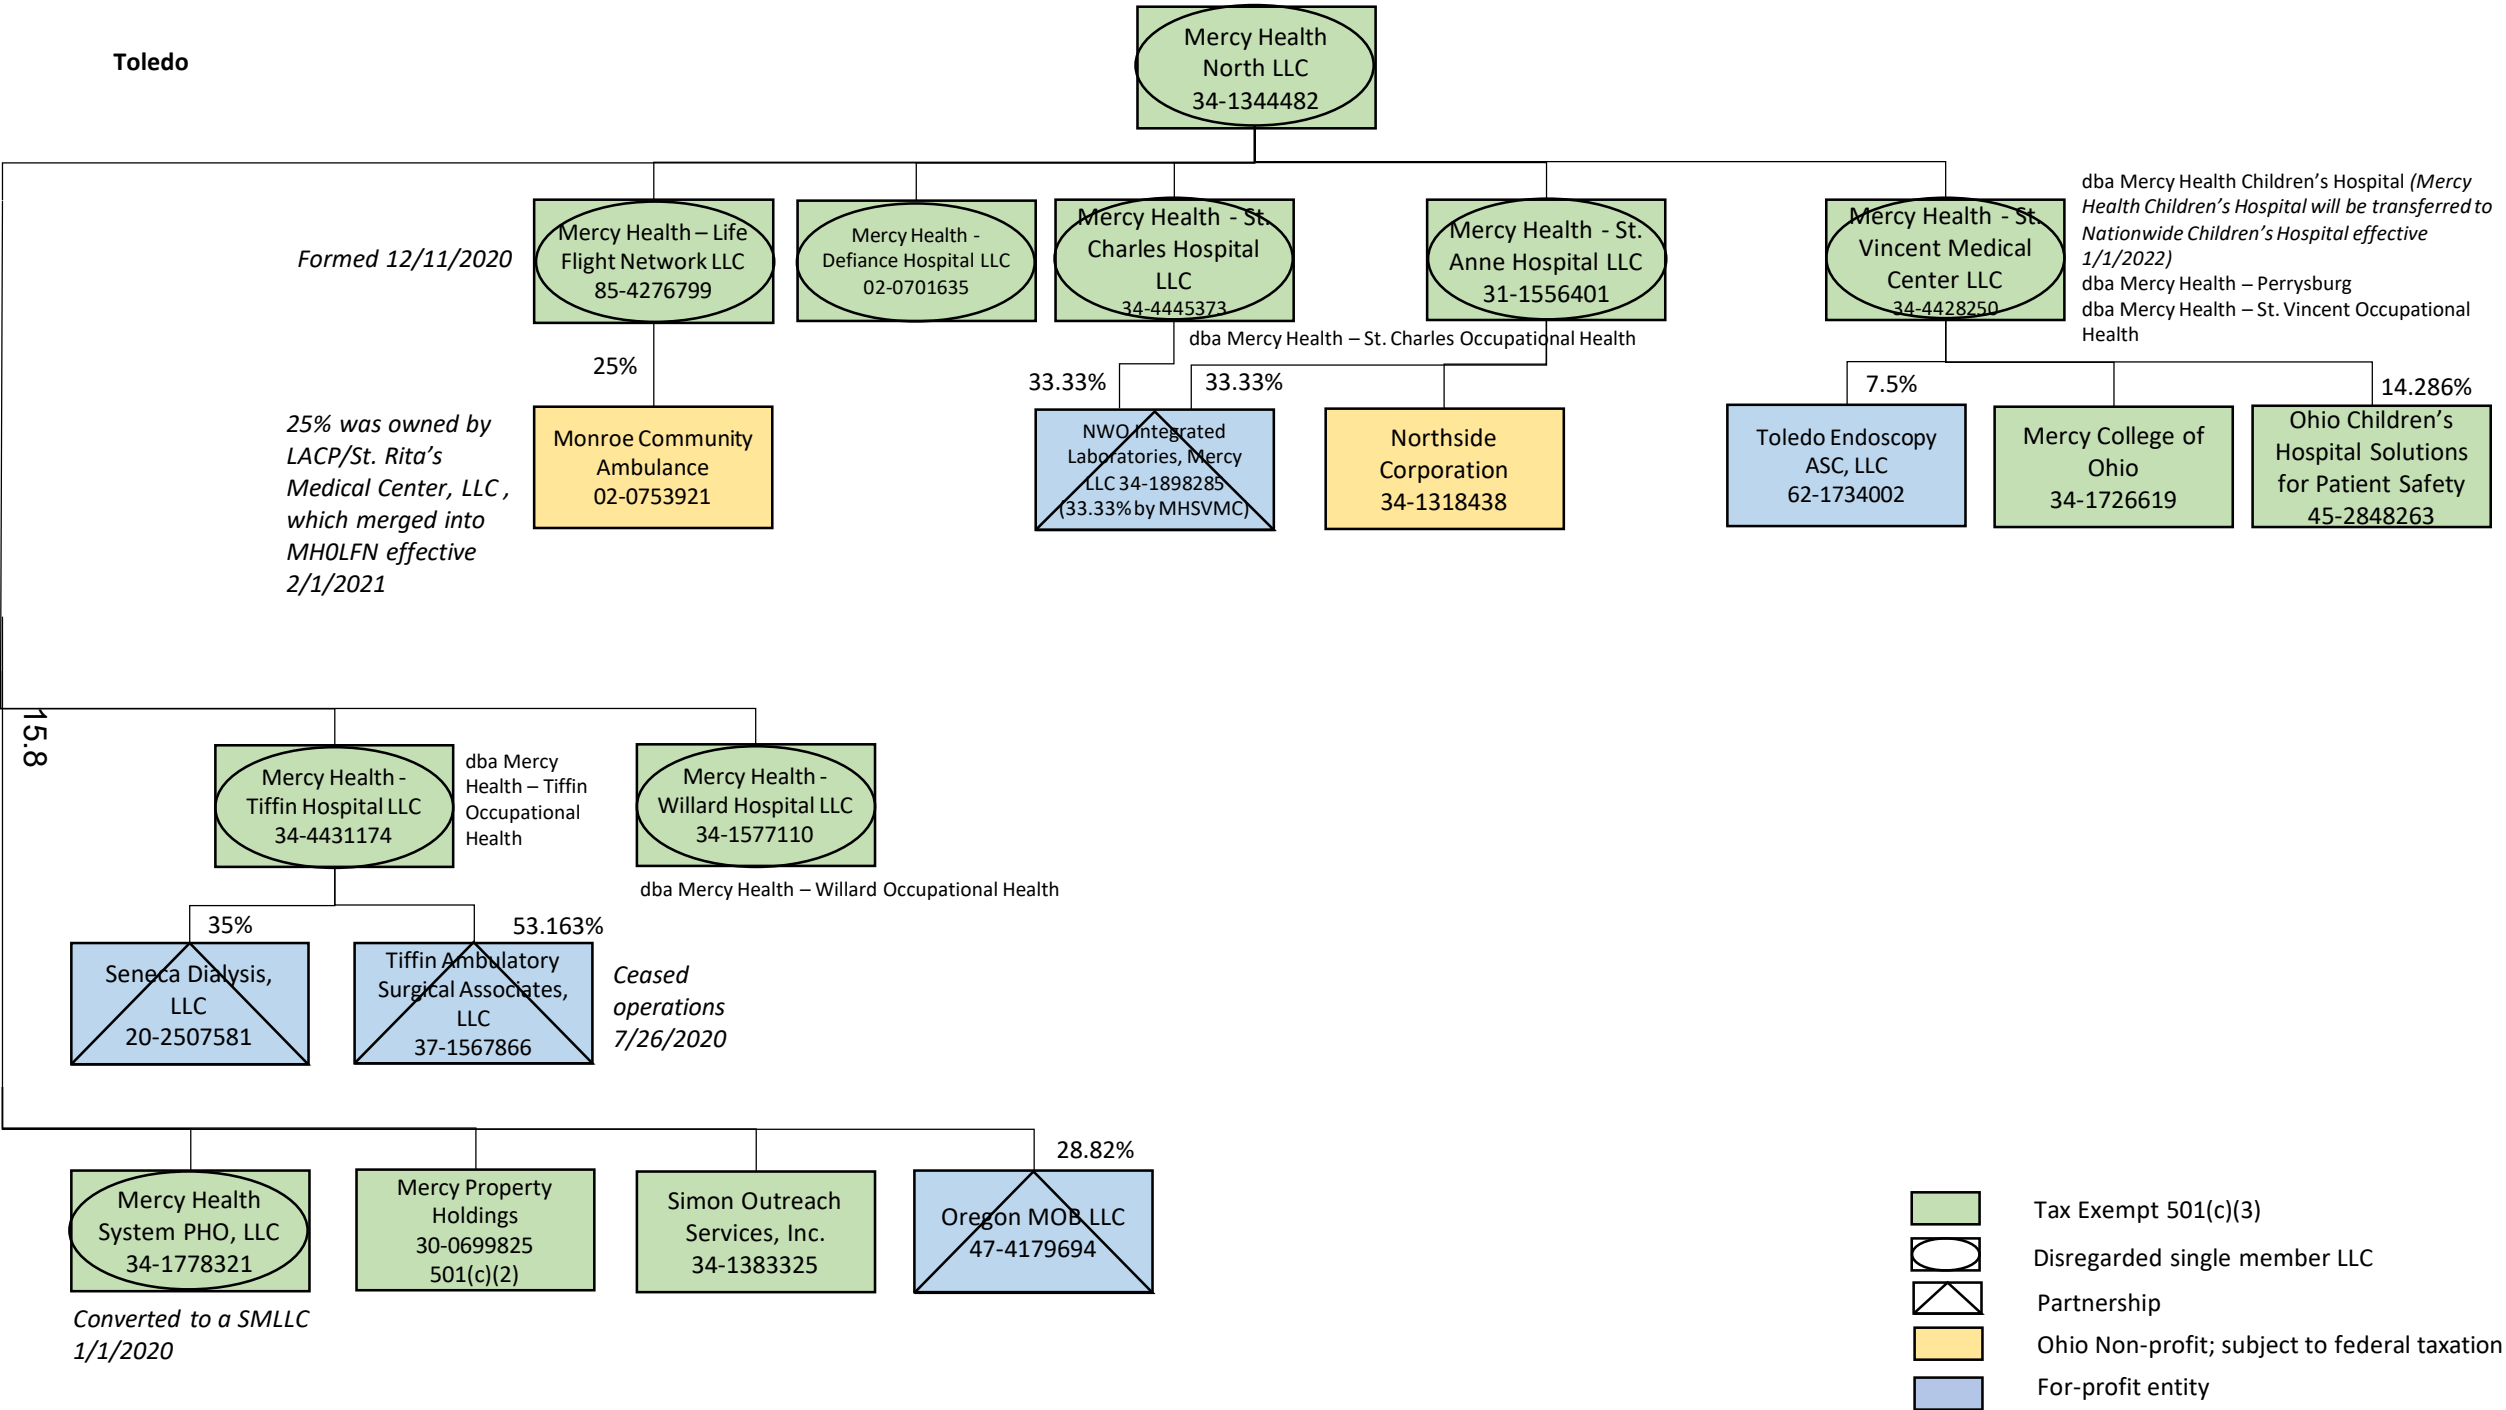 Toledo
Mercy Health
North LLC
34-1344482
Formed 12/11/2020
Mercy Health – Life
Flight Network LLC
85-4276799
Mercy Health -
Defiance Hospital LLC
02-0701635
Mercy Health - St.
Charles Hospital
LLC
34-4445373
dba Mercy Health – St. Charles Occupational Health
Mercy Health - St.
Anne Hospital LLC
31-1556401
Mercy Health - St.
Vincent Medical
Center LLC
34-4428250
dba Mercy Health Children’s Hospital (Mercy
Health Children’s Hospital will be transferred to
Nationwide Children’s Hospital effective
1/1/2022)
dba Mercy Health – Perrysburg
dba Mercy Health – St. Vincent Occupational
Health
25%
33.33%
33.33%
7.5%
14.286%
25% was owned by
LACP/St. Rita’s
Medical Center, LLC ,
which merged into
MH0LFN effective
2/1/2021
Monroe Community
Ambulance
02-0753921
NWO Integrated
Laboratories, Mercy
LLC 34-1898285
(33.33% by MHSVMC)
Northside
Corporation
34-1318438
Toledo Endoscopy
ASC, LLC
62-1734002
Mercy College of
Ohio
34-1726619
Ohio Children’s
Hospital Solutions
for Patient Safety
45-2848263
15.8
Mercy Health -
Tiffin Hospital LLC
34-4431174
dba Mercy
Health – Tiffin
Occupational
Health
Mercy Health -
Willard Hospital LLC
34-1577110
dba Mercy Health – Willard Occupational Health
35%
53.163%
Seneca Dialysis,
LLC
20-2507581
Tiffin Ambulatory
Surgical Associates,
LLC
37-1567866
Ceased
operations
7/26/2020
28.82%
Mercy Health
System PHO, LLC
34-1778321
Converted to a SMLLC
1/1/2020
Mercy Property
Holdings
30-0699825
501(c)(2)
Simon Outreach
Services, Inc.
34-1383325
Oregon MOB LLC
47-4179694
Tax Exempt 501(c)(3)
Disregarded single member LLC
Partnership
Ohio Non-profit; subject to federal taxation
For-profit entity